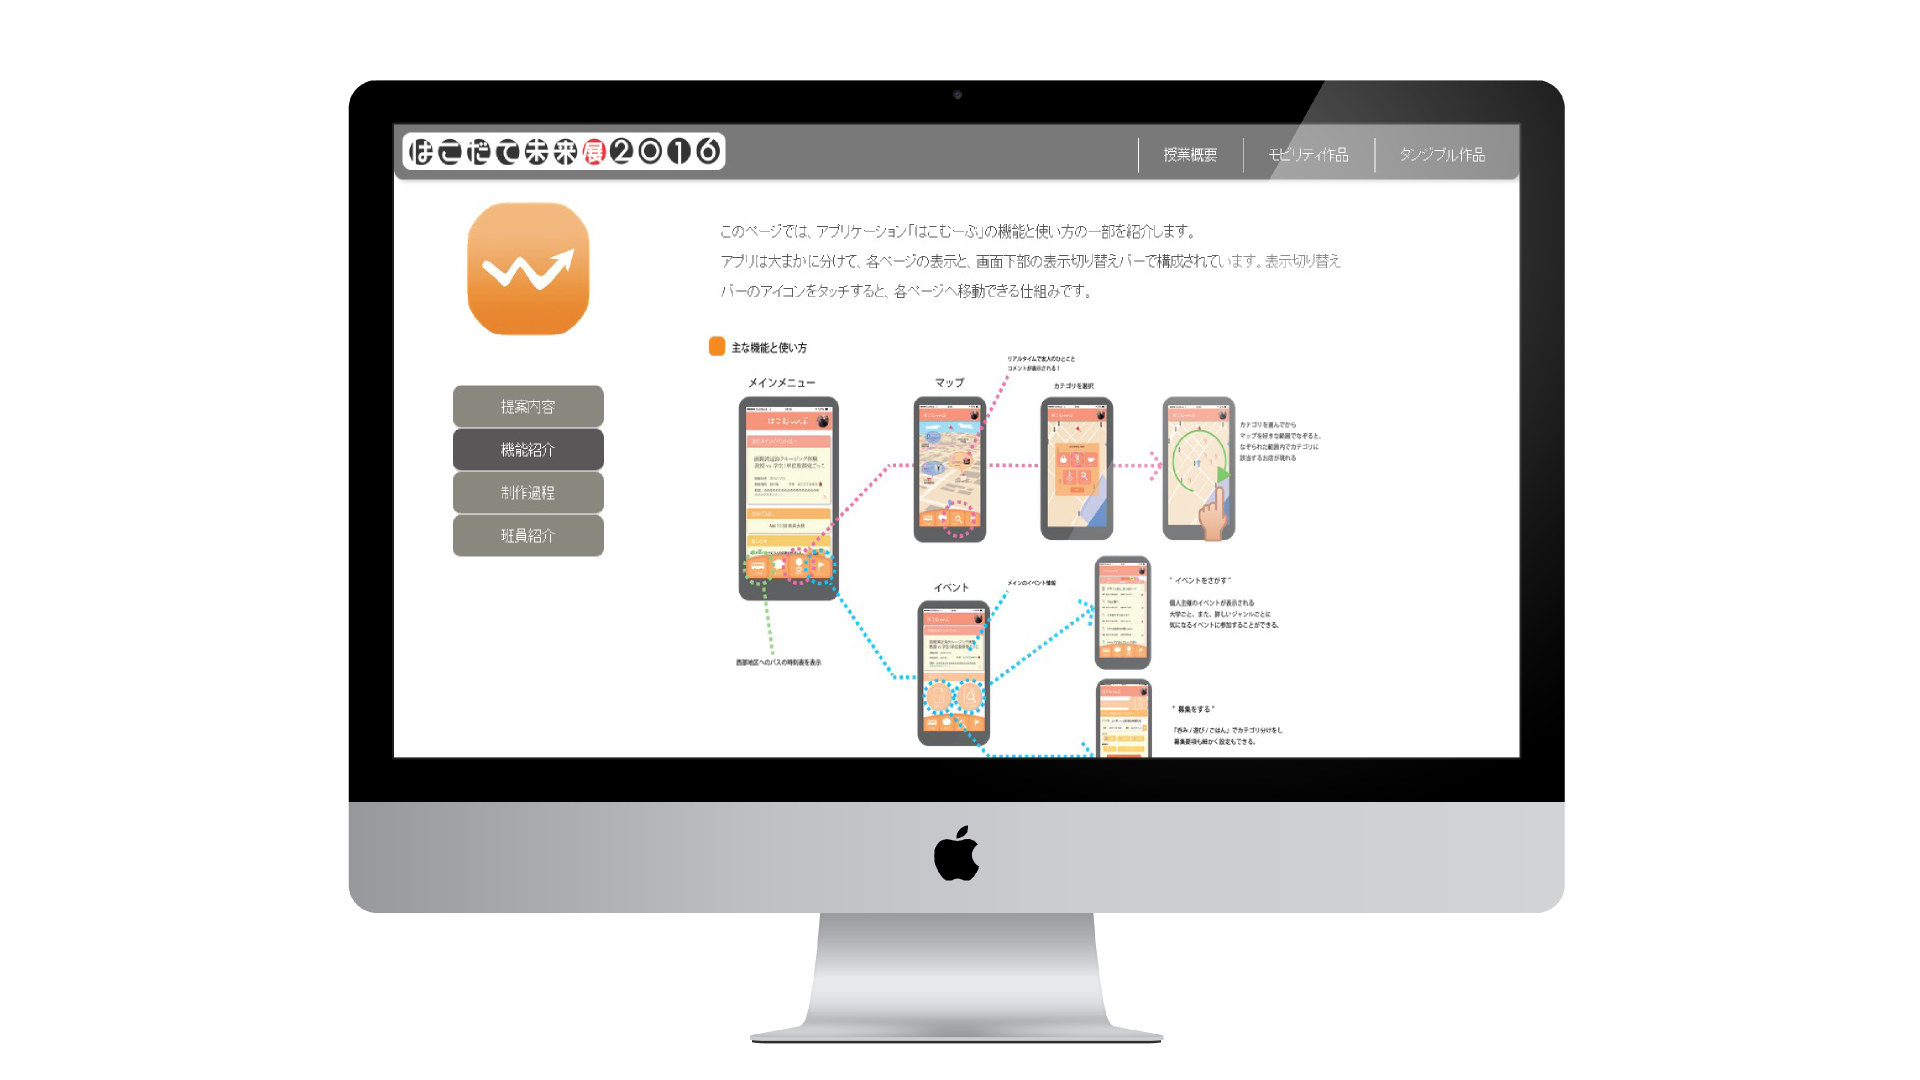 はこだて未来展2016
授業概要
モビリティ作品
タンジブル作品
このページでは、アプリケーション「はこむーぶ」の機能と使い方の一部を紹介します。
アプリは大まかに分けて、各ページの表示と、画面下部の表示切り替えバーで構成されています。表示切り替え
バーのアイコンをタッチすると、各ページへ移動できる仕組みです。
提案内容
機能紹介
制作過程
班員紹介
主な機能と使い方
メインメニュー
マップ
リアルタイムで友人のひとこと
コメントが表示される！
カテゴリを選択
カテゴリを選んでから
マップを好きな範囲でなぞると、
なぞられた範囲内でカテゴリに
該当するお店が現れる
はこむーぶ
西部地区へのバスの時刻表を表示
イベント
メインのイベント情報
" イベントをさがす "
個人主催のイベントが表示される
大学ごと、また、詳しいジャンルごとに
気になるイベントに参加することができる。
" 募集をする "
「呑み / 遊び / ごはん」でカテゴリ分けをし
募集要項も細かく設定もできる。